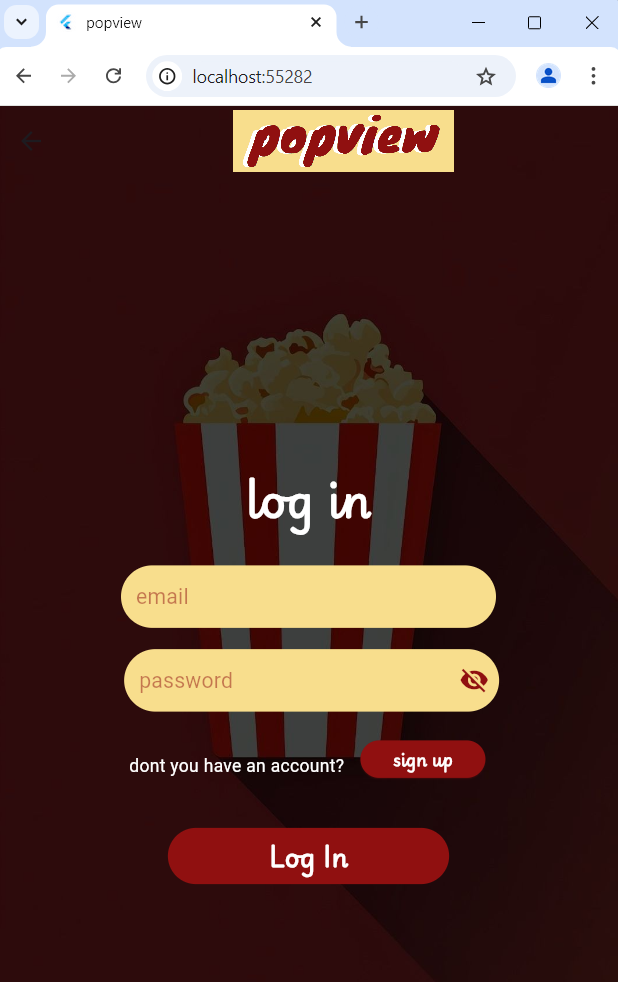 popview
localhost:55282
popview
log in
email
password
dont you have an account? sign up
Log In